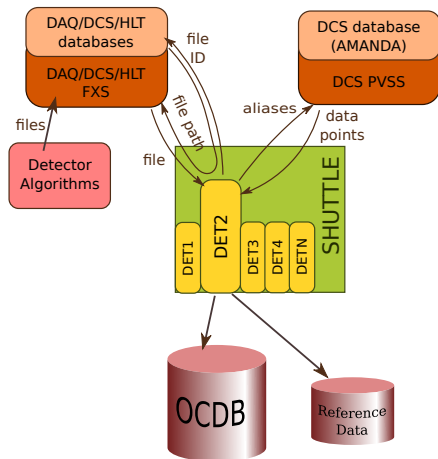 DAQ/DCS/HLT
databases
DAQ/DCS/HLT
FXS
file
ID
DCS database
(AMANDA)
DCS PVSS
files
file path
file
aliases
data
points
Detector
Algorithms
SHUTTLE
DET1
DET2
DET3
DET4
DETN
OCDB
Reference
Data